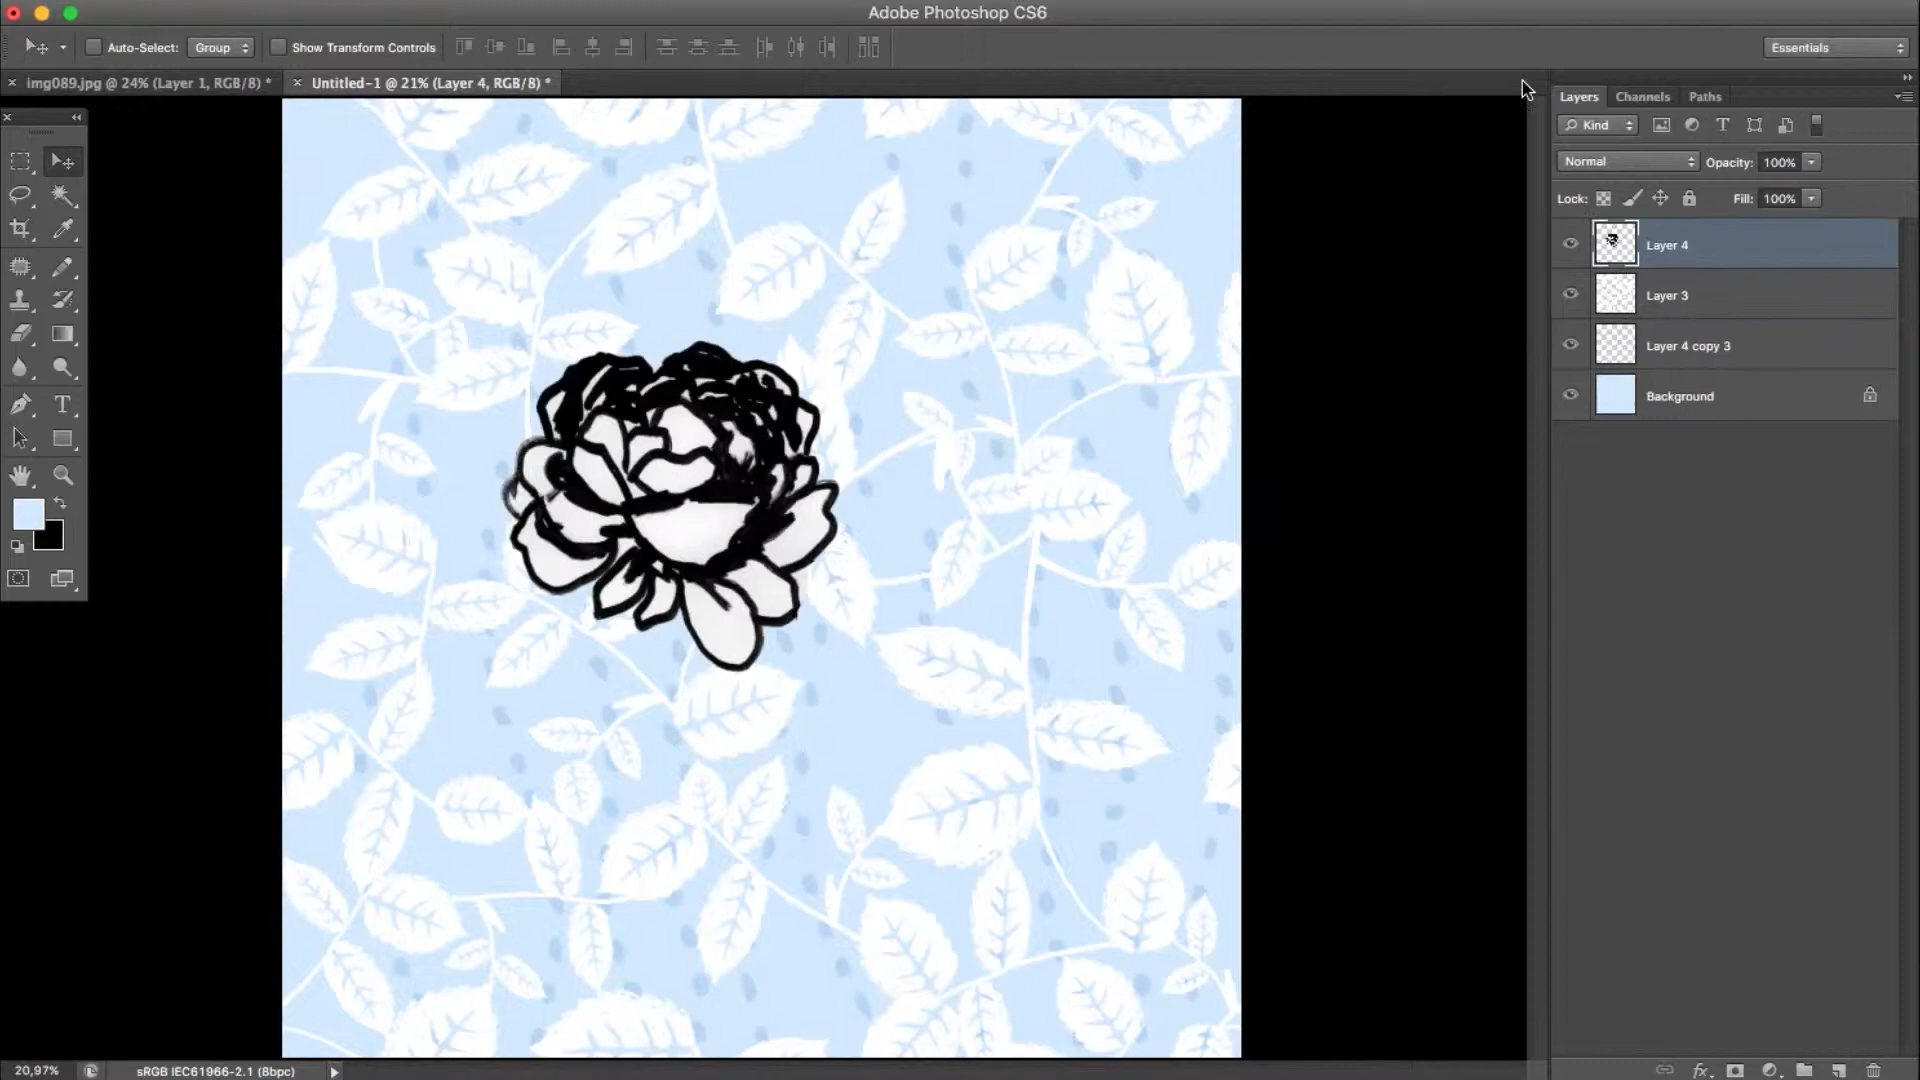 Adobe Photoshop CS6
Auto-Select: Group Show Transform Controls Essentials
img089.jpg @ 24% (Layer 1, RGB/8) * Untitled-1 @ 21% (Layer 4, RGB/8) *
Layers Channels Paths
Kind T
Normal Opacity: 100%
Lock: Fill: 100%
Layer 4
Layer 3
Layer 4 copy 3
Background
T
20,97% sRGB IEC61966-2.1 (8bpc) fx